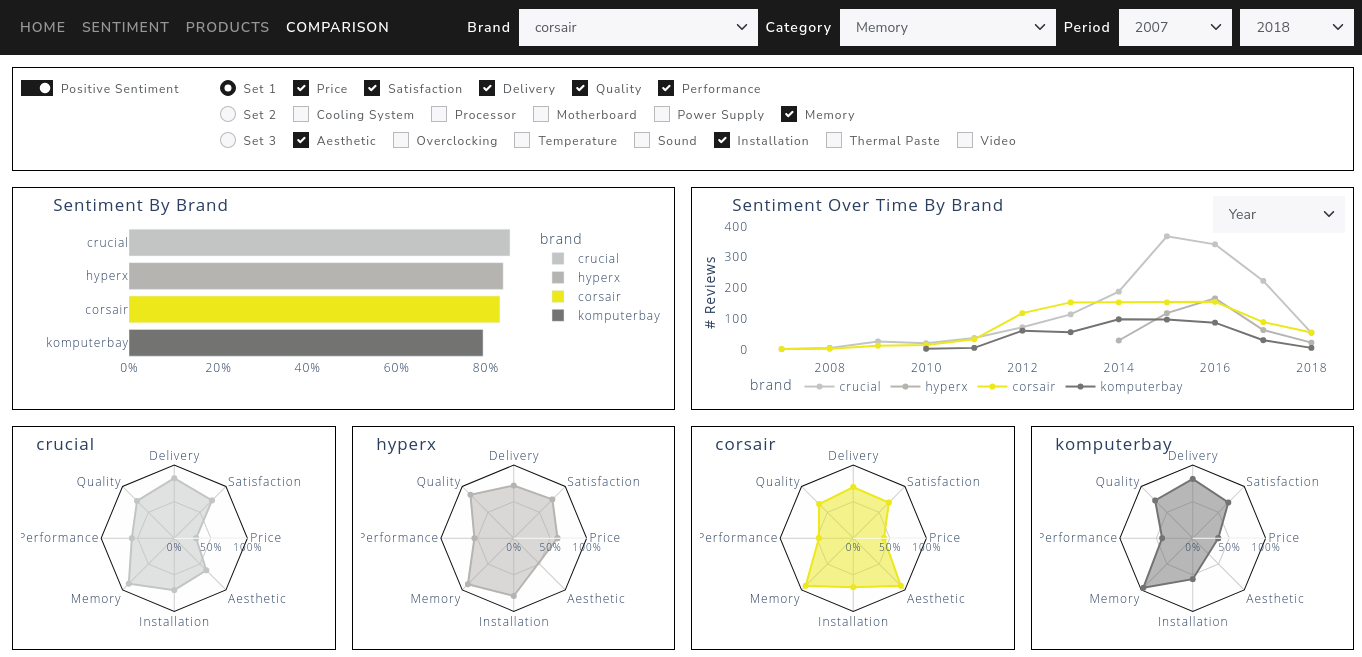 HOME SENTIMENT PRODUCTS COMPARISON Brand corsair Category Memory Period 2007 2018
Positive Sentiment Set 1 Price Satisfaction Delivery Quality Performance
Set 2 Cooling System Processor Motherboard Power Supply Memory
Set 3 Aesthetic Overclocking Temperature Sound Installation Thermal Paste Video
Sentiment By Brand
crucial
hyperx
corsair
komputerbay
0% 20% 40% 60% 80%
brand
crucial
hyperx
corsair
komputerbay
Sentiment Over Time By Brand
Year
# Reviews
400
300
200
100
0
2008 2010 2012 2014 2016 2018
brand crucial hyperx corsair komputerbay
crucial
Delivery
Quality Satisfaction
Performance Price
0% 50% 100%
Memory Aesthetic
Installation
hyperx
Delivery
Quality Satisfaction
Performance Price
0% 50% 100%
Memory Aesthetic
Installation
corsair
Delivery
Quality Satisfaction
Performance Price
0% 50% 100%
Memory Aesthetic
Installation
komputerbay
Delivery
Quality Satisfaction
Performance Price
0% 50% 100%
Memory Aesthetic
Installation